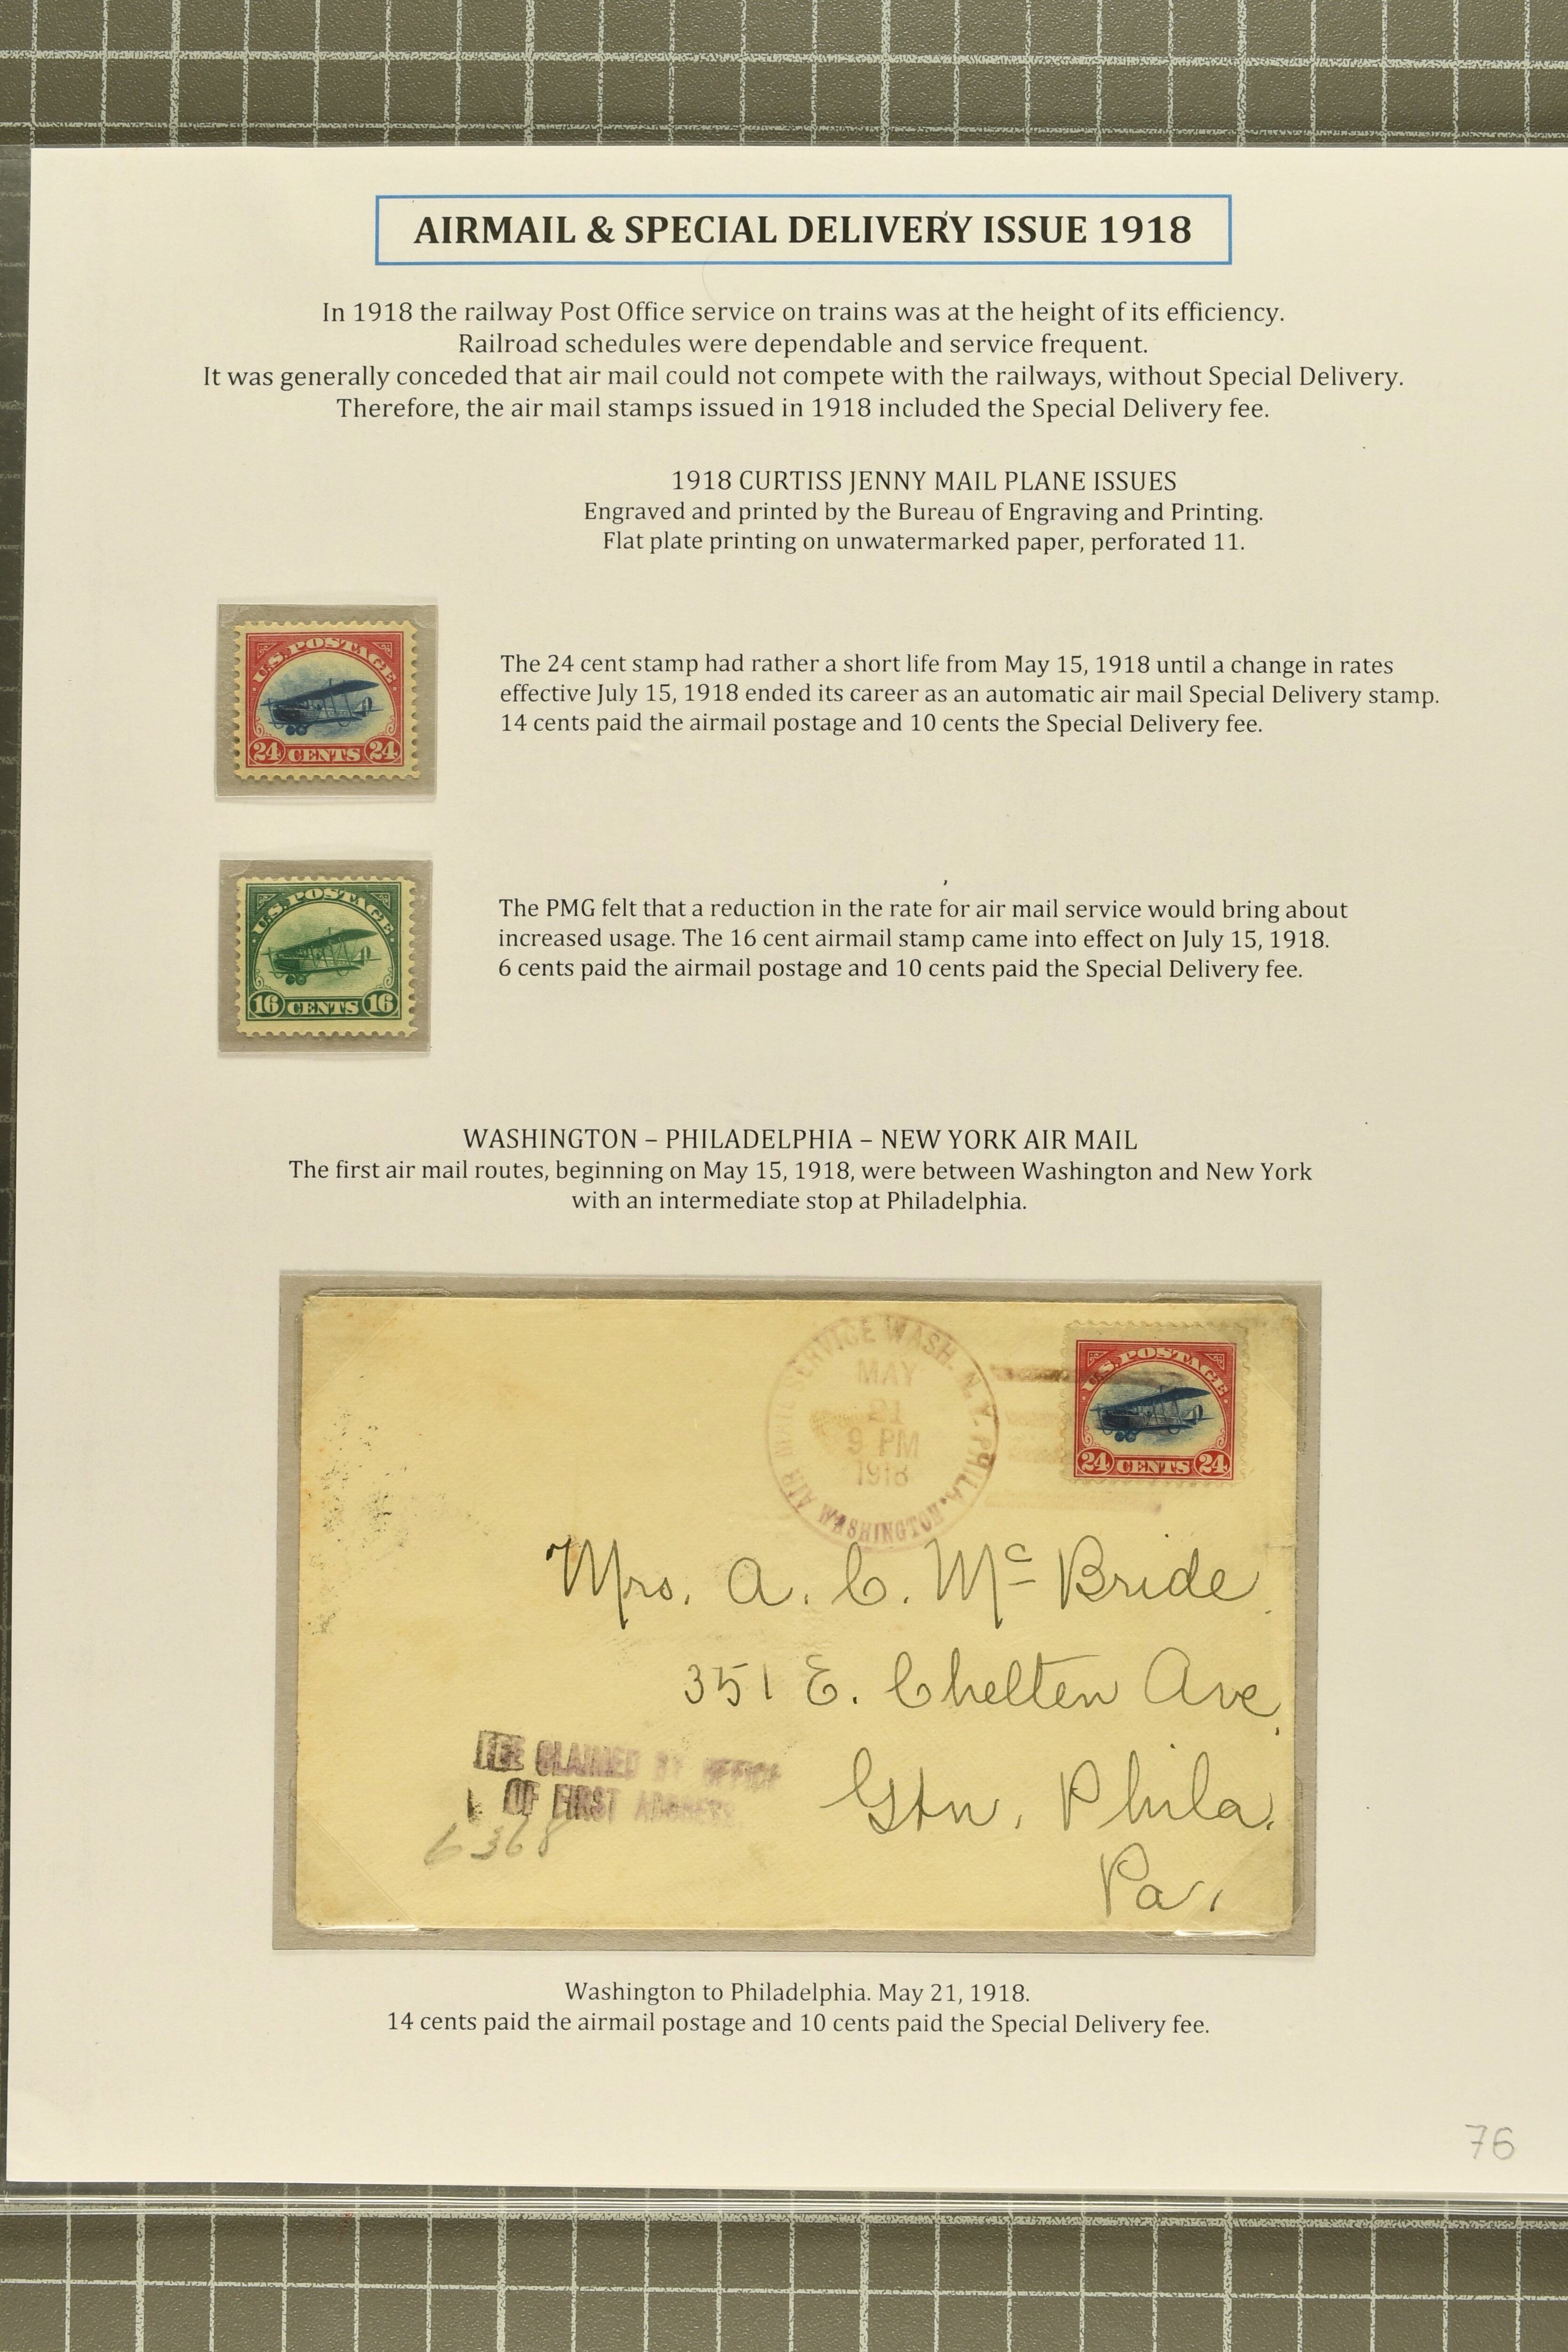 AIRMAIL & SPECIAL DELIVERY ISSUE 1918
In 1918 the railway Post Office service on trains was at the height of its efficiency.
Railroad schedules were dependable and service frequent.
It was generally conceded that air mail could not compete with the railways, without Special Delivery.
Therefore, the air mail stamps issued in 1918 included the Special Delivery fee.
1918 CURTISS JENNY MAIL PLANE ISSUES
Engraved and printed by the Bureau of Engraving and Printing.
Flat plate printing on unwatermarked paper, perforated 11.
U.S. POSTAGE
24 CENTS 24
The 24 cent stamp had rather a short life from May 15, 1918 until a change in rates
effective July 15, 1918 ended its career as an automatic air mail Special Delivery stamp.
14 cents paid the airmail postage and 10 cents the Special Delivery fee.
U.S. POSTAGE
16 CENTS 16
The PMG felt that a reduction in the rate for air mail service would bring about
increased usage. The 16 cent airmail stamp came into effect on July 15, 1918.
6 cents paid the airmail postage and 10 cents paid the Special Delivery fee.
WASHINGTON – PHILADELPHIA – NEW YORK AIR MAIL
The first air mail routes, beginning on May 15, 1918, were between Washington and New York
with an intermediate stop at Philadelphia.
AIR MAIL SERVICE WASH. N.Y. PHILA.
MAY
21
9 PM
1918
WASHINGTON
U.S. POSTAGE
24 CENTS 24
Mrs. A. C. McBride
351 E. Chelten Ave.
Gtn, Phila.
Pa.
FEE CLAIMED BY OFFICE
OF FIRST ADDRESS
6368
Washington to Philadelphia. May 21, 1918.
14 cents paid the airmail postage and 10 cents paid the Special Delivery fee.
76